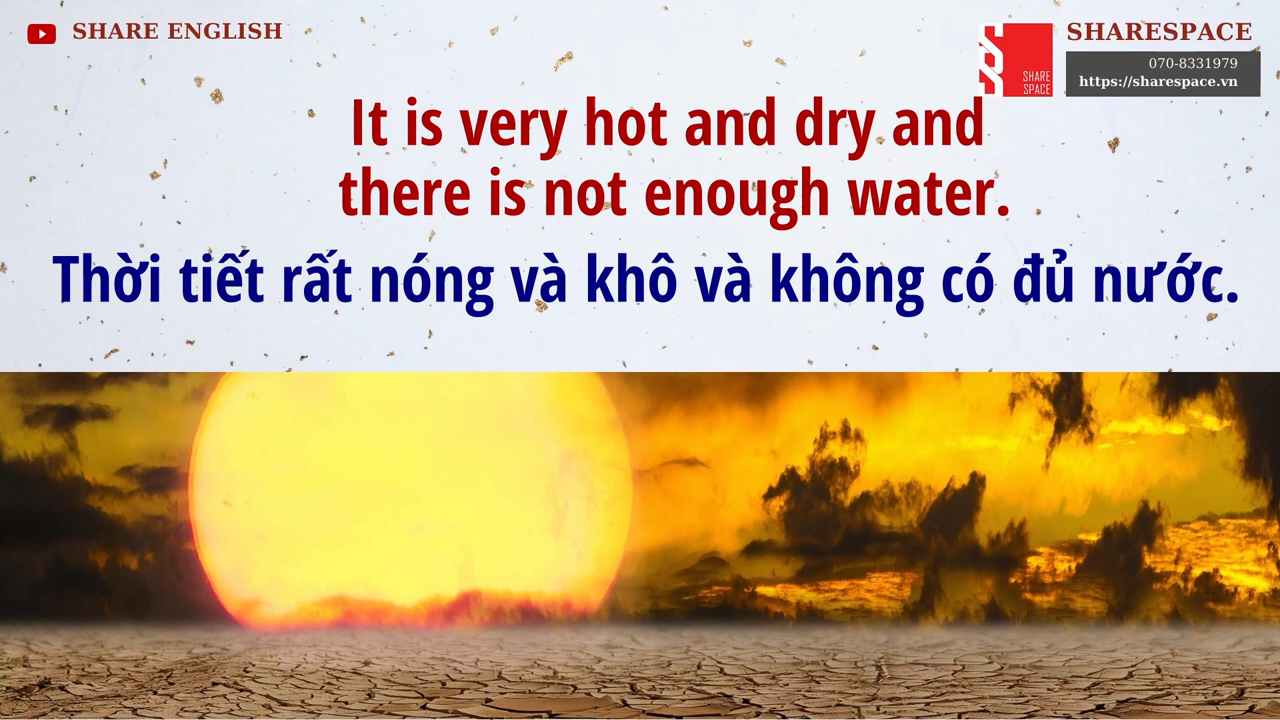 SHARE ENGLISH
SHARESPACE
SHARE
SPACE
070-8331979
https://sharespace.vn
It is very hot and dry and
there is not enough water.
Thời tiết rất nóng và khô và không có đủ nước.